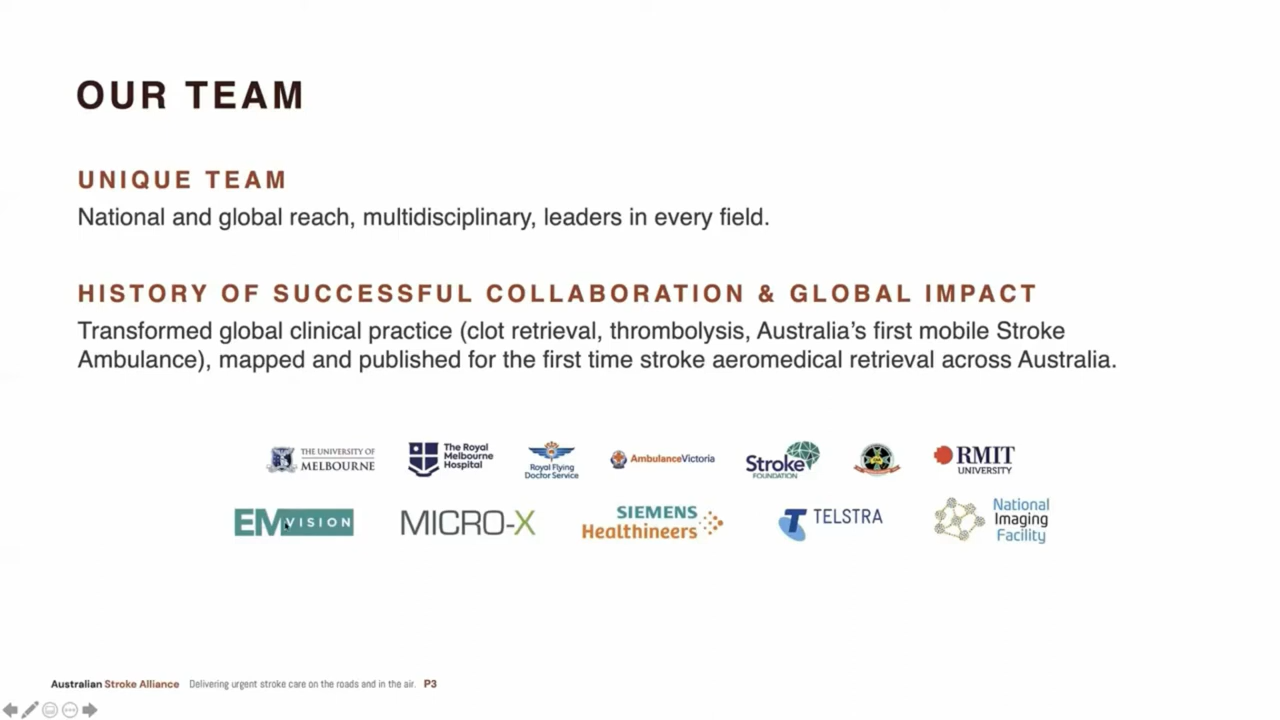 OUR TEAM
UNIQUE TEAM
National and global reach, multidisciplinary, leaders in every field.
HISTORY OF SUCCESSFUL COLLABORATION & GLOBAL IMPACT
Transformed global clinical practice (clot retrieval, thrombolysis, Australia’s first mobile Stroke
Ambulance), mapped and published for the first time stroke aeromedical retrieval across Australia.
THE UNIVERSITY OF
MELBOURNE
The Royal
Melbourne
Hospital
Royal Flying
Doctor Service
AmbulanceVictoria
Stroke
FOUNDATION
RMIT
UNIVERSITY
EMVISION
MICRO-X
SIEMENS
Healthineers
TELSTRA
National
Imaging
Facility
Australian Stroke Alliance Delivering urgent stroke care on the roads and in the air. P3